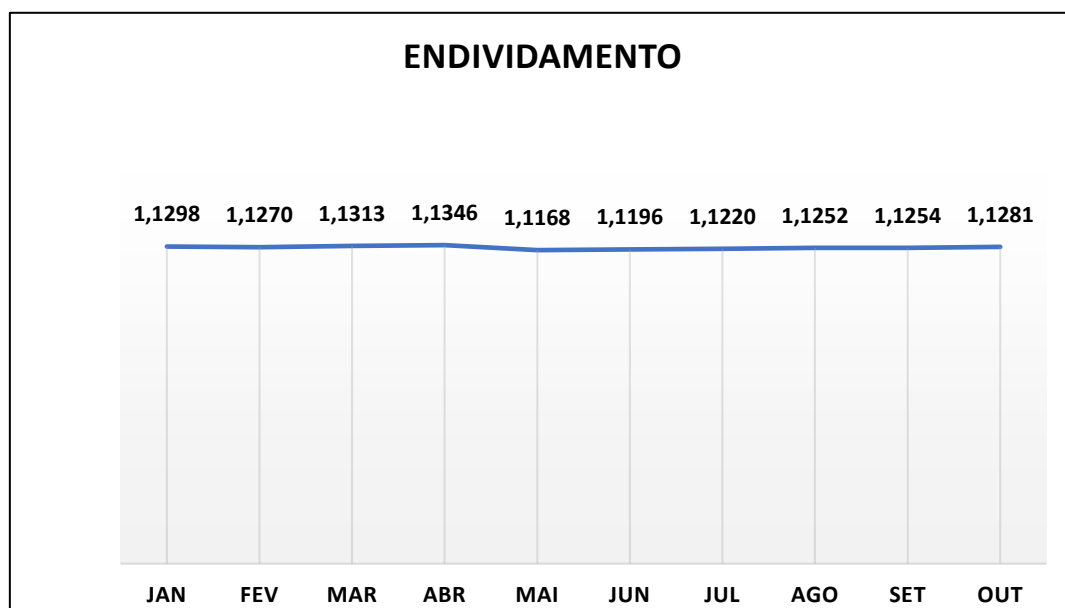 ENDIVIDAMENTO
1,1298 1,1270 1,1313 1,1346 1,1168 1,1196 1,1220 1,1252 1,1254 1,1281
JAN FEV MAR ABR MAI JUN JUL AGO SET OUT